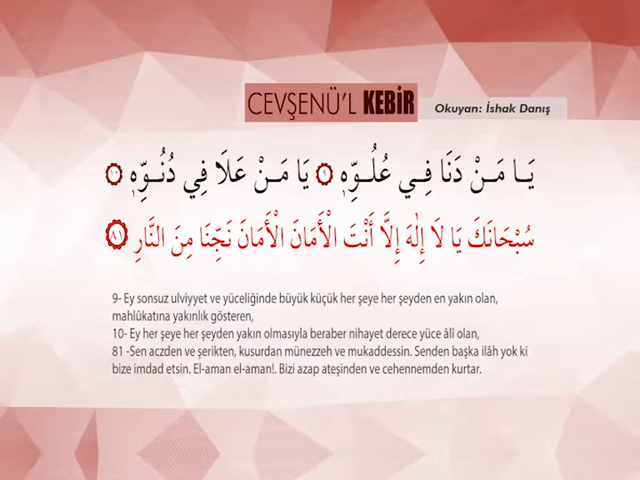 CEVŞENÜ'L KEBİR
Okuyan: İshak Danış
يَا مَنْ دَنَا فِي عُلُوِّهِ ۹ يَا مَنْ عَلَا فِي دُنُوِّهِ ۱۰
سُبْحَانَكَ يَا لَا إِلٰهَ إِلَّا أَنْتَ الْأَمَانَ الْأَمَانَ نَجِّنَا مِنَ النَّارِ ٨١
9- Ey sonsuz ulviyyet ve yüceliğinde büyük küçük her şeye her şeyden en yakın olan,
mahlûkatına yakınlık gösteren,
10- Ey her şeye her şeyden yakın olmasıyla beraber nihayet derece yüce âlî olan,
81 -Sen aczden ve şerikten, kusurdan münezzeh ve mukaddessin. Senden başka ilâh yok ki
bize imdad etsin. El-aman el-aman!. Bizi azap ateşinden ve cehennemden kurtar.